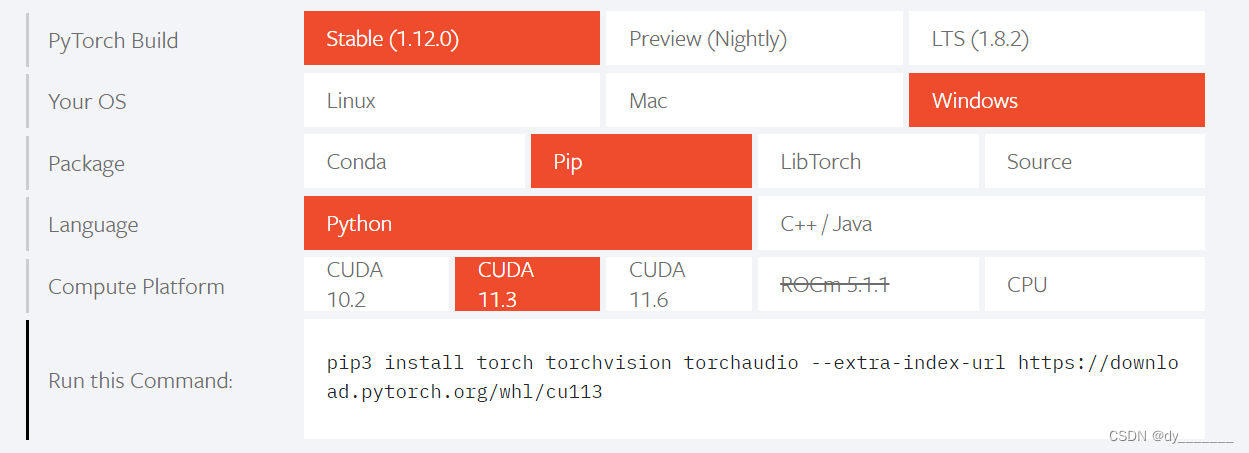 PyTorch Build Stable (1.12.0) Preview (Nightly) LTS (1.8.2)
Your OS Linux Mac Windows
Package Conda Pip LibTorch Source
Language Python C++ / Java
Compute Platform CUDA 10.2 CUDA 11.3 CUDA 11.6 ROCm 5.1.1 CPU
Run this Command:
pip3 install torch torchvision torchaudio --extra-index-url https://downlo
ad.pytorch.org/whl/cu113
CSDN @dy_______